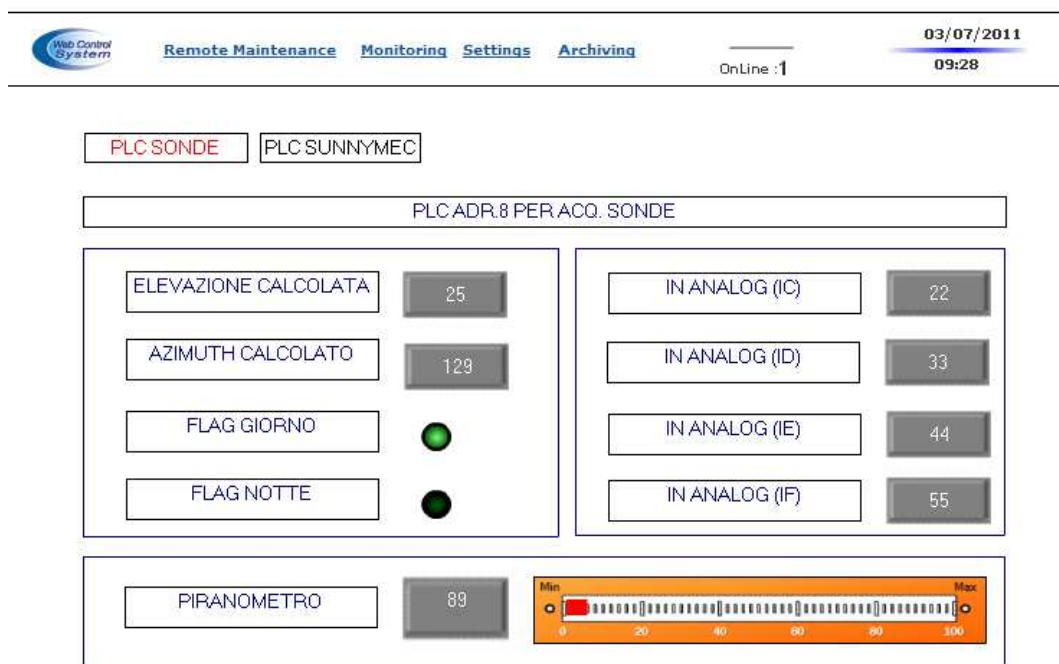 Web Control
System
Remote Maintenance Monitoring Settings Archiving
OnLine :1
03/07/2011
09:28
PLC SONDE PLC SUNNYMEC
PLC ADR.8 PER ACQ. SONDE
ELEVAZIONE CALCOLATA 25
AZIMUTH CALCOLATO 129
FLAG GIORNO
FLAG NOTTE
IN ANALOG (IC) 22
IN ANALOG (ID) 33
IN ANALOG (IE) 44
IN ANALOG (IF) 55
PIRANOMETRO 89
Min Max
0 20 40 60 80 100